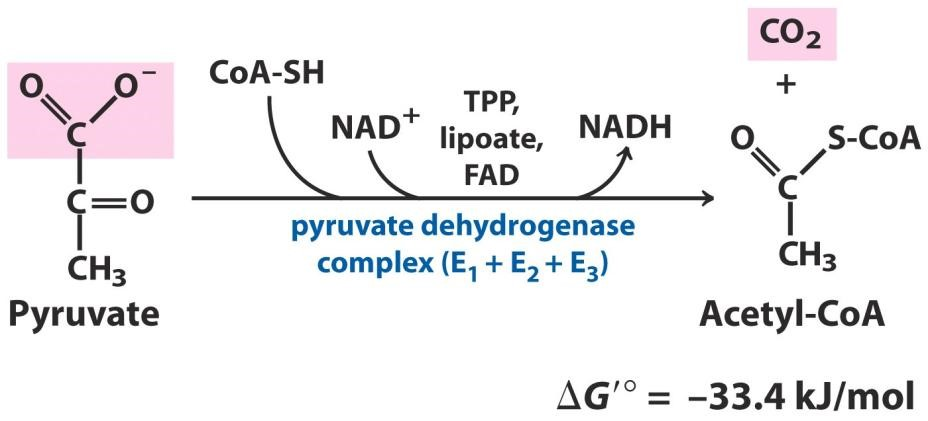 O O⁻
C
C=O
CH₃
Pyruvate
CoA-SH
NAD⁺
TPP,
lipoate,
FAD
NADH
pyruvate dehydrogenase
complex (E₁ + E₂ + E₃)
CO₂
+
O S-CoA
C
CH₃
Acetyl-CoA
ΔG′° = –33.4 kJ/mol